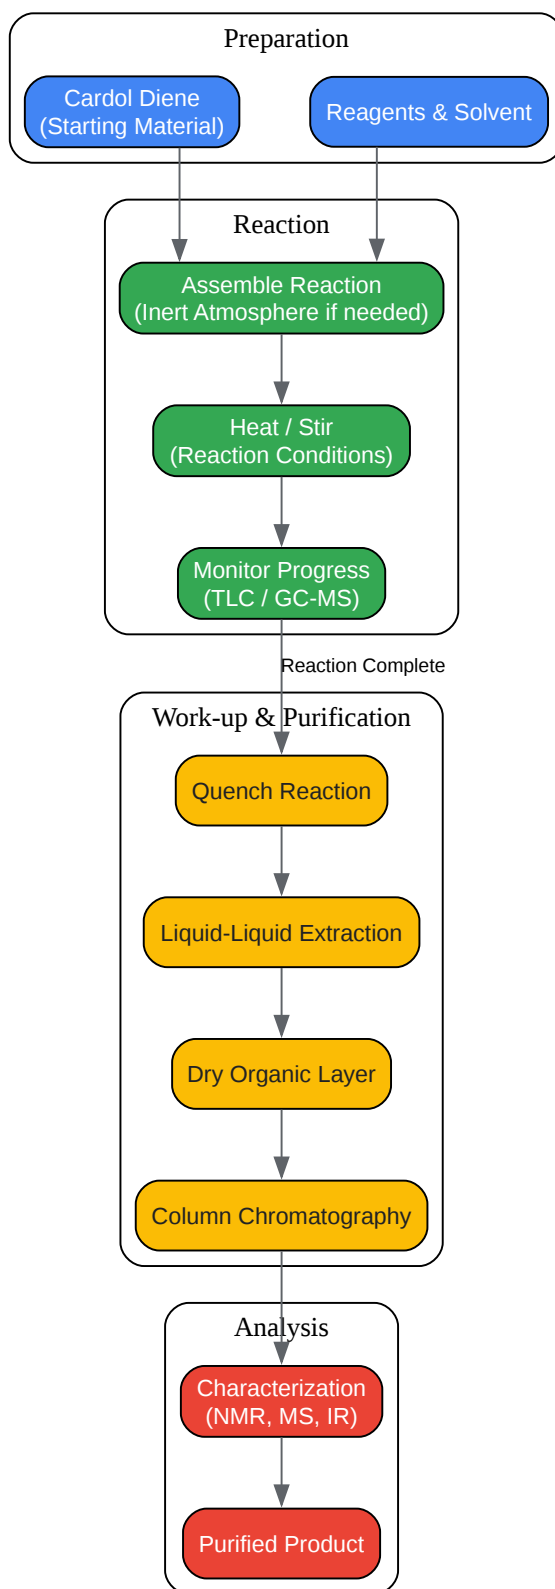 Preparation
Cardol Diene
(Starting Material)
Reagents & Solvent
Reaction
Assemble Reaction
(Inert Atmosphere if needed)
Heat / Stir
(Reaction Conditions)
Monitor Progress
(TLC / GC-MS)
Reaction Complete
Work-up & Purification
Quench Reaction
Liquid-Liquid Extraction
Dry Organic Layer
Column Chromatography
Analysis
Characterization
(NMR, MS, IR)
Purified Product